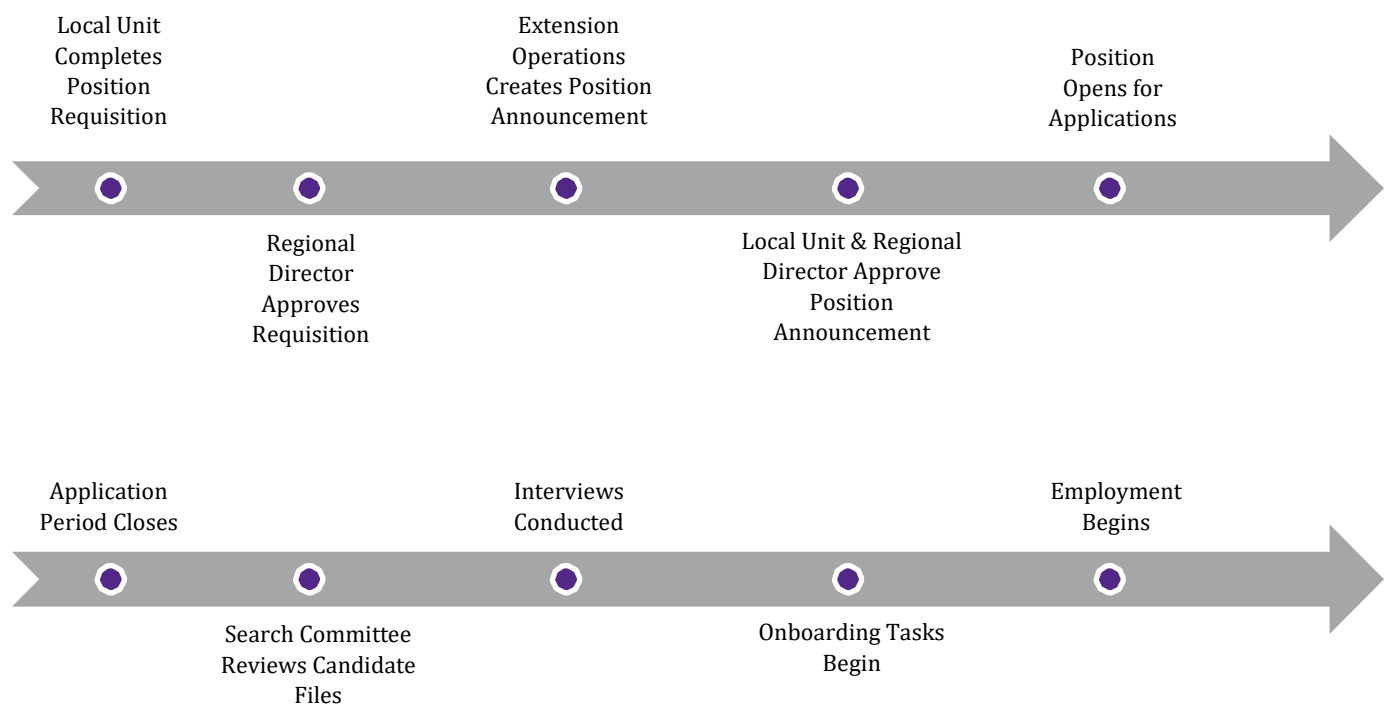 Local Unit
Completes
Position
Requisition
Regional
Director
Approves
Requisition
Extension
Operations
Creates Position
Announcement
Local Unit & Regional
Director Approve
Position
Announcement
Position
Opens for
Applications
Application
Period Closes
Search Committee
Reviews Candidate
Files
Interviews
Conducted
Onboarding Tasks
Begin
Employment
Begins